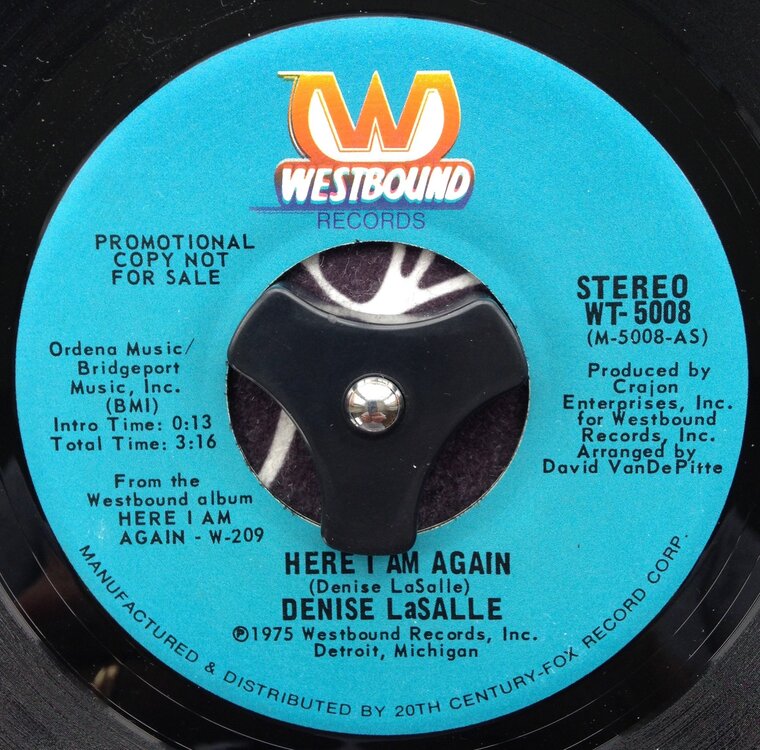 W
WESTBOUND
RECORDS
PROMOTIONAL
COPY NOT
FOR SALE
STEREO
WT-5008
(M-5008-AS)
Ordena Music/
Bridgeport
Music, Inc.
(BMI)
Intro Time: 0:13
Total Time: 3:16
Produced by
Crajon
Enterprises, Inc.
for Westbound
Records, Inc.
Arranged by
David VanDePitte
From the
Westbound album
HERE I AM
AGAIN - W-209
HERE I AM AGAIN
(Denise LaSalle)
DENISE LaSALLE
℗1975 Westbound Records, Inc.
Detroit, Michigan
MANUFACTURED & DISTRIBUTED BY 20TH CENTURY-FOX RECORD CORP.